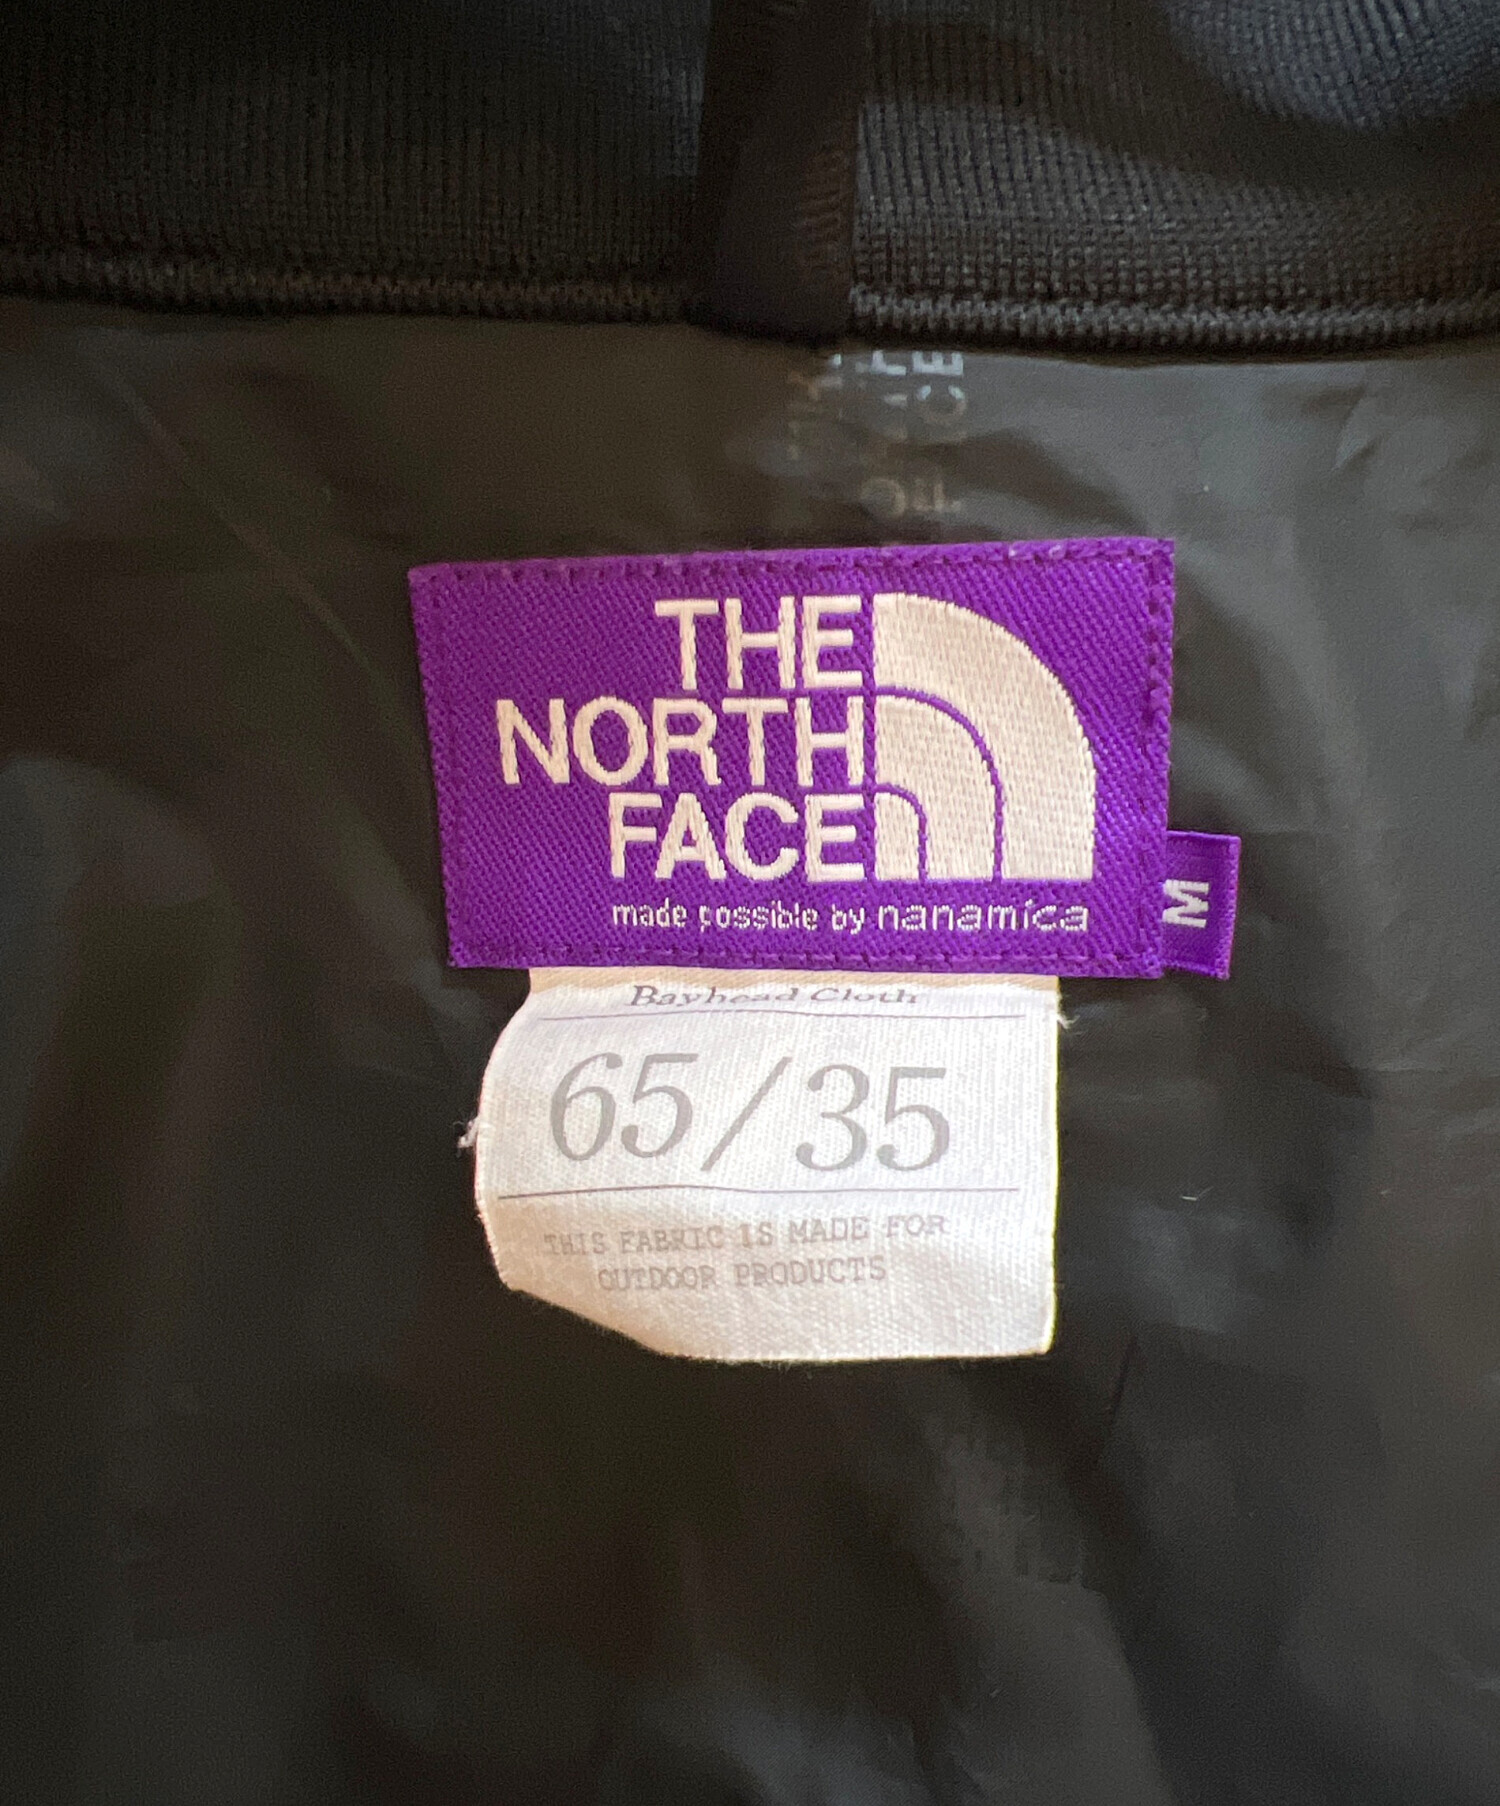 THE
NORTH
FACE
made possible by nanamica
M
Bayhead Cloth
65/35
THIS FABRIC IS MADE FOR
OUTDOOR PRODUCTS